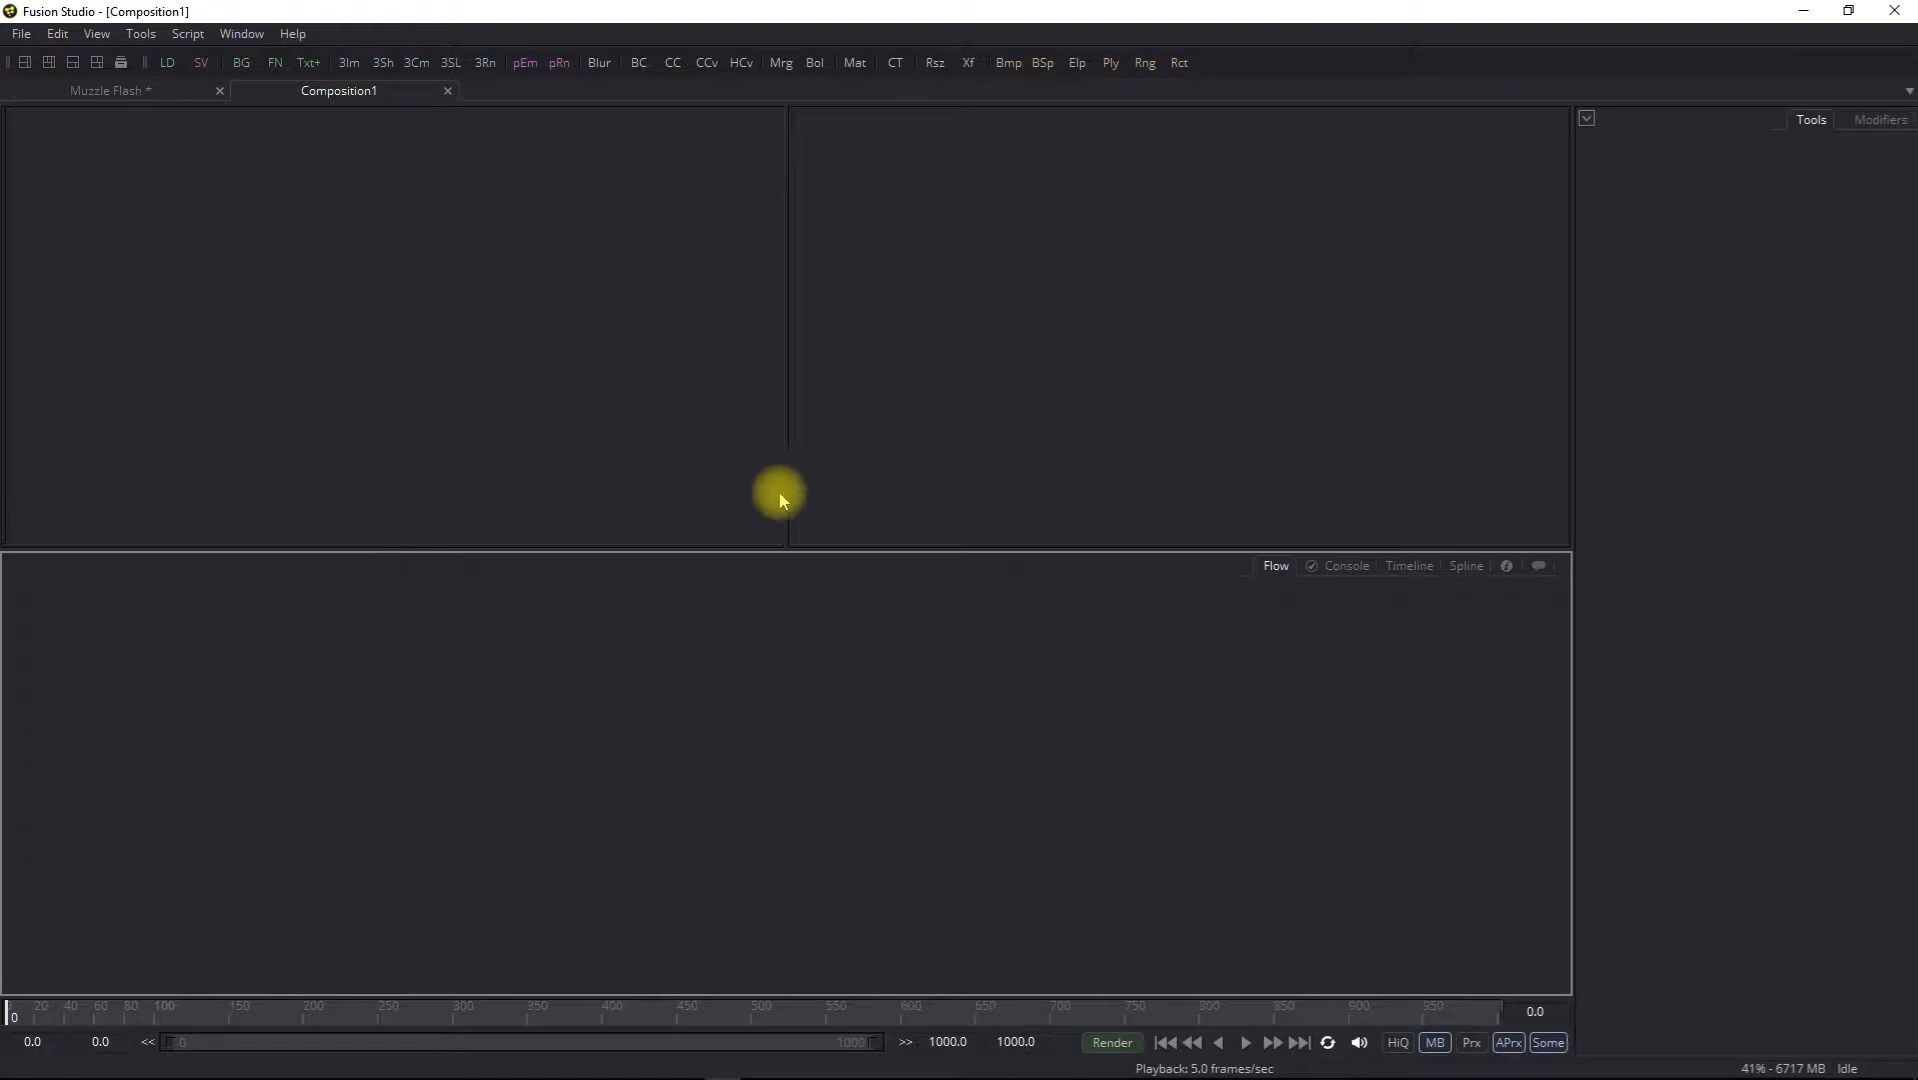 Fusion Studio - [Composition1]
File Edit View Tools Script Window Help
LD SV BG FN Txt+ 3Im 3Sh 3Cm 3SL 3Rn pEm pRn Blur BC CC CCv HCv Mrg Bol Mat CT Rsz Xf Bmp BSp Elp Ply Rng Rct
Muzzle Flash * Composition1
Tools Modifiers
Flow Console Timeline Spline
20 40 60 80 100 150 200 250 300 350 400 450 500 550 600 650 700 750 800 850 900 950 0.0
0
0.0 0.0 << 0 1000 >> 1000.0 1000.0 Render HiQ MB Prx APrx Some
Playback: 5.0 frames/sec 41% - 6717 MB Idle